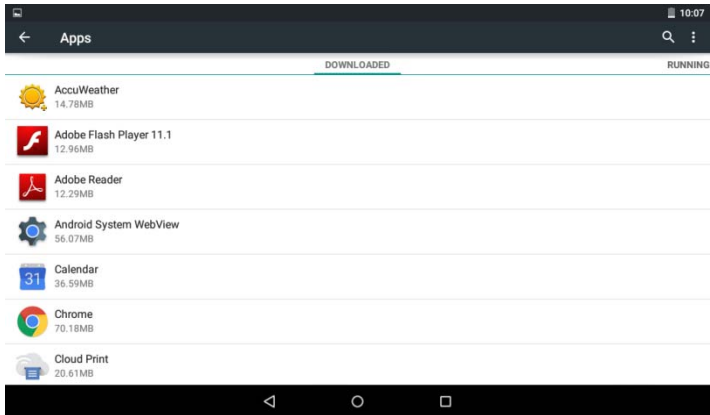 10:07
Apps
DOWNLOADED
RUNNING
AccuWeather
14.78MB
Adobe Flash Player 11.1
12.96MB
Adobe Reader
12.29MB
Android System WebView
56.07MB
31
Calendar
36.59MB
Chrome
70.18MB
Cloud Print
20.61MB